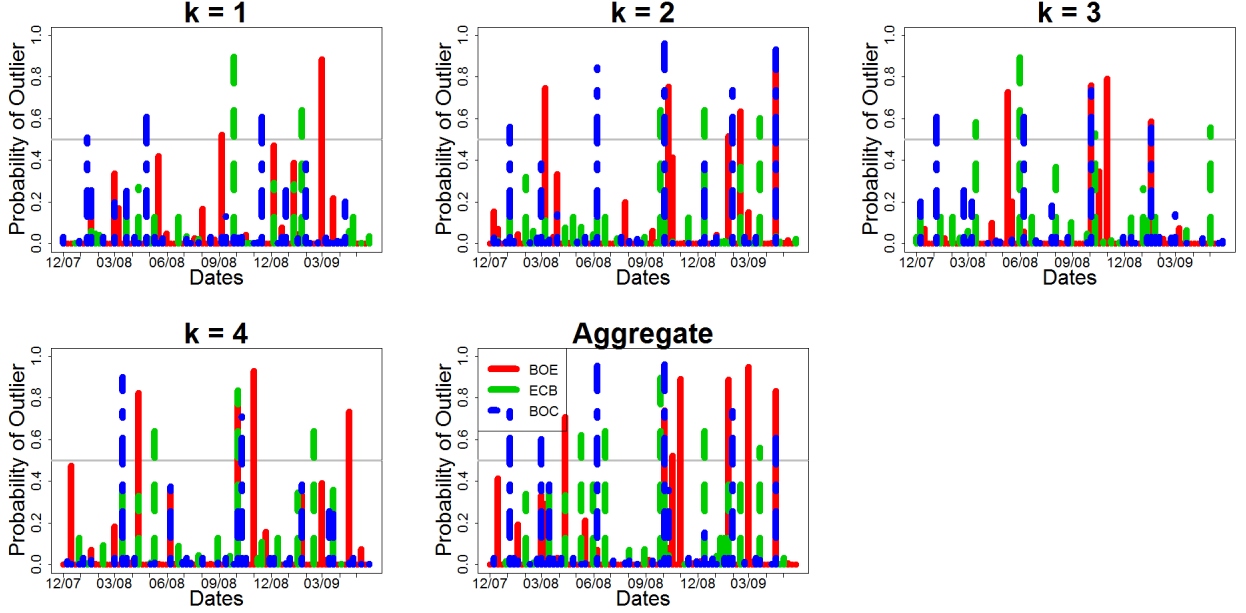 k = 1
Probability of Outlier
0.0 0.2 0.4 0.6 0.8 1.0
12/07 03/08 06/08 09/08 12/08 03/09
Dates
k = 2
Probability of Outlier
0.0 0.2 0.4 0.6 0.8 1.0
12/07 03/08 06/08 09/08 12/08 03/09
Dates
k = 3
Probability of Outlier
0.0 0.2 0.4 0.6 0.8 1.0
12/07 03/08 06/08 09/08 12/08 03/09
Dates
k = 4
Probability of Outlier
0.0 0.2 0.4 0.6 0.8 1.0
12/07 03/08 06/08 09/08 12/08 03/09
Dates
Aggregate
BOE
ECB
BOC
Probability of Outlier
0.0 0.2 0.4 0.6 0.8 1.0
12/07 03/08 06/08 09/08 12/08 03/09
Dates